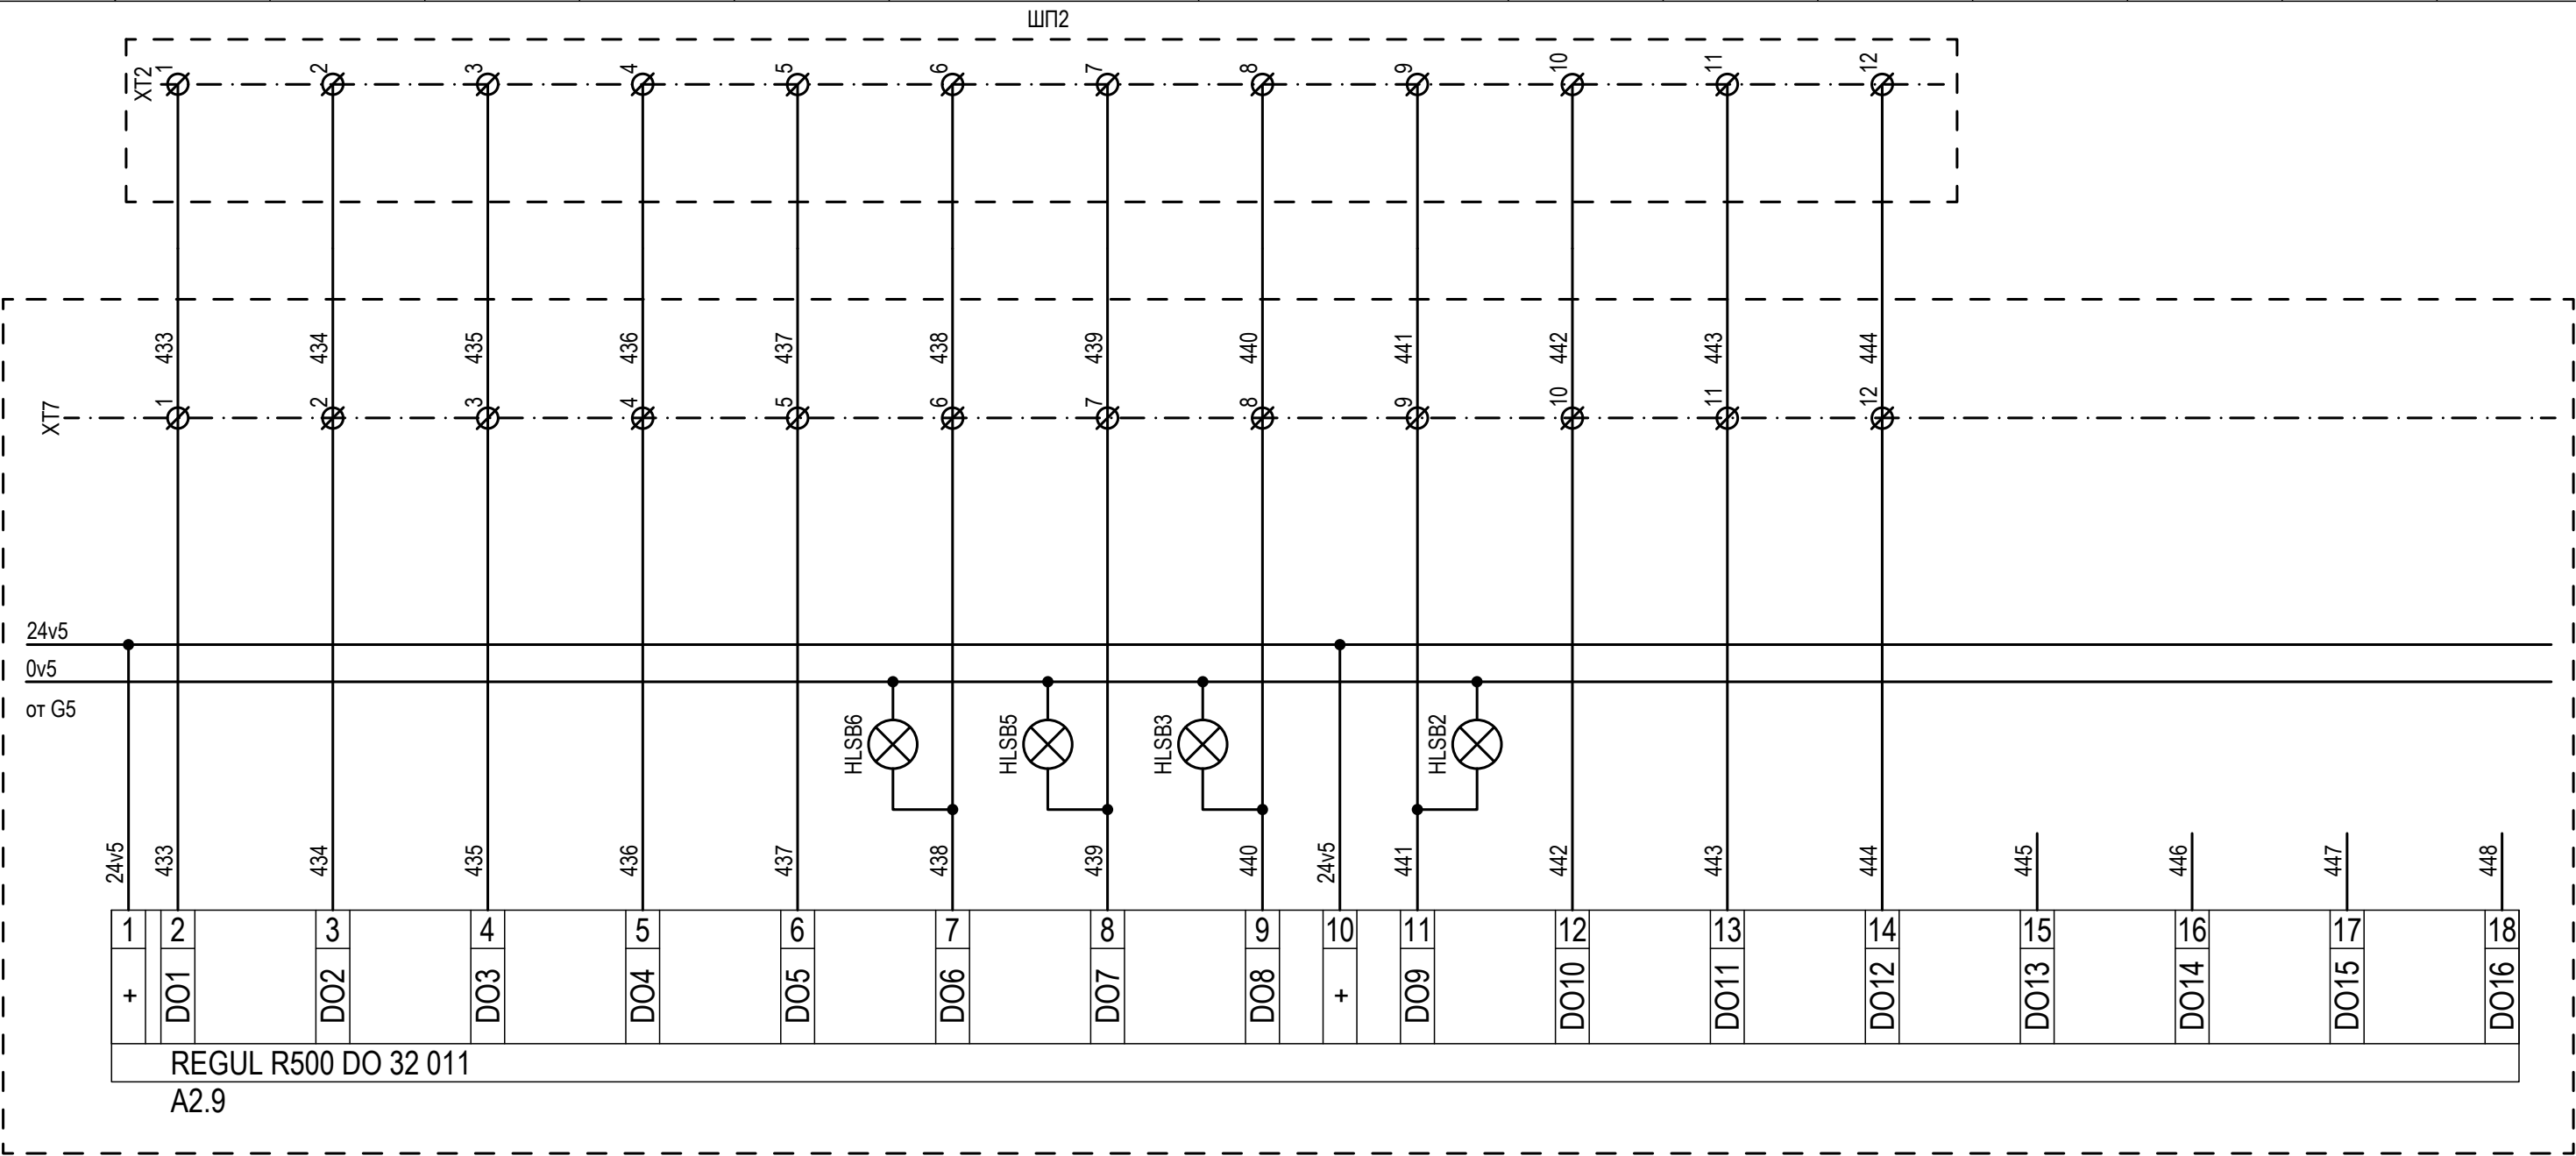 ШП2
XT2 1 2 3 4 5 6 7 8 9 10 11 12
433 434 435 436 437 438 439 440 441 442 443 444
XT7 1 2 3 4 5 6 7 8 9 10 11 12
24v5
0v5
от G5
HLSB6 HLSB5 HLSB3 HLSB2
24v5 433 434 435 436 437 438 439 440 24v5 441 442 443 444 445 446 447 448
1 2 3 4 5 6 7 8 9 10 11 12 13 14 15 16 17 18
+ DO1 DO2 DO3 DO4 DO5 DO6 DO7 DO8 + DO9 DO10 DO11 DO12 DO13 DO14 DO15 DO16
REGUL R500 DO 32 011
A2.9